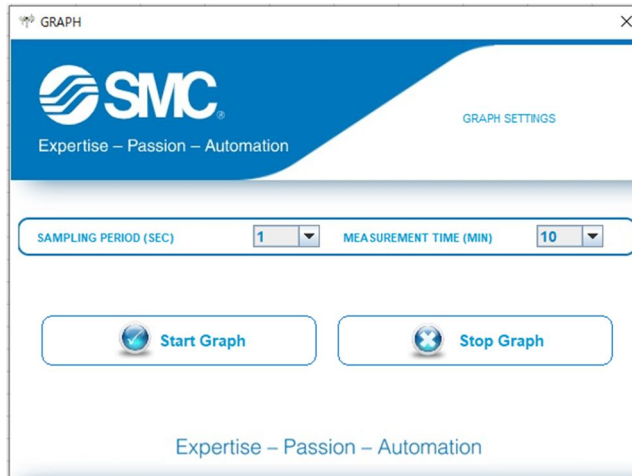 GRAPH
SMC®
Expertise – Passion – Automation
GRAPH SETTINGS
SAMPLING PERIOD (SEC) 1 MEASUREMENT TIME (MIN) 10
Start Graph Stop Graph
Expertise – Passion – Automation